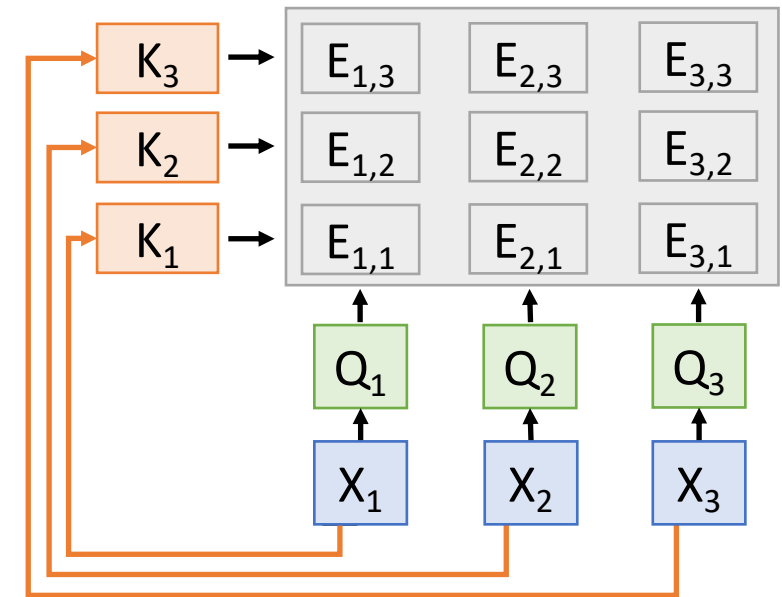 K3 E1,3 E2,3 E3,3
K2 E1,2 E2,2 E3,2
K1 E1,1 E2,1 E3,1
Q1 Q2 Q3
X1 X2 X3